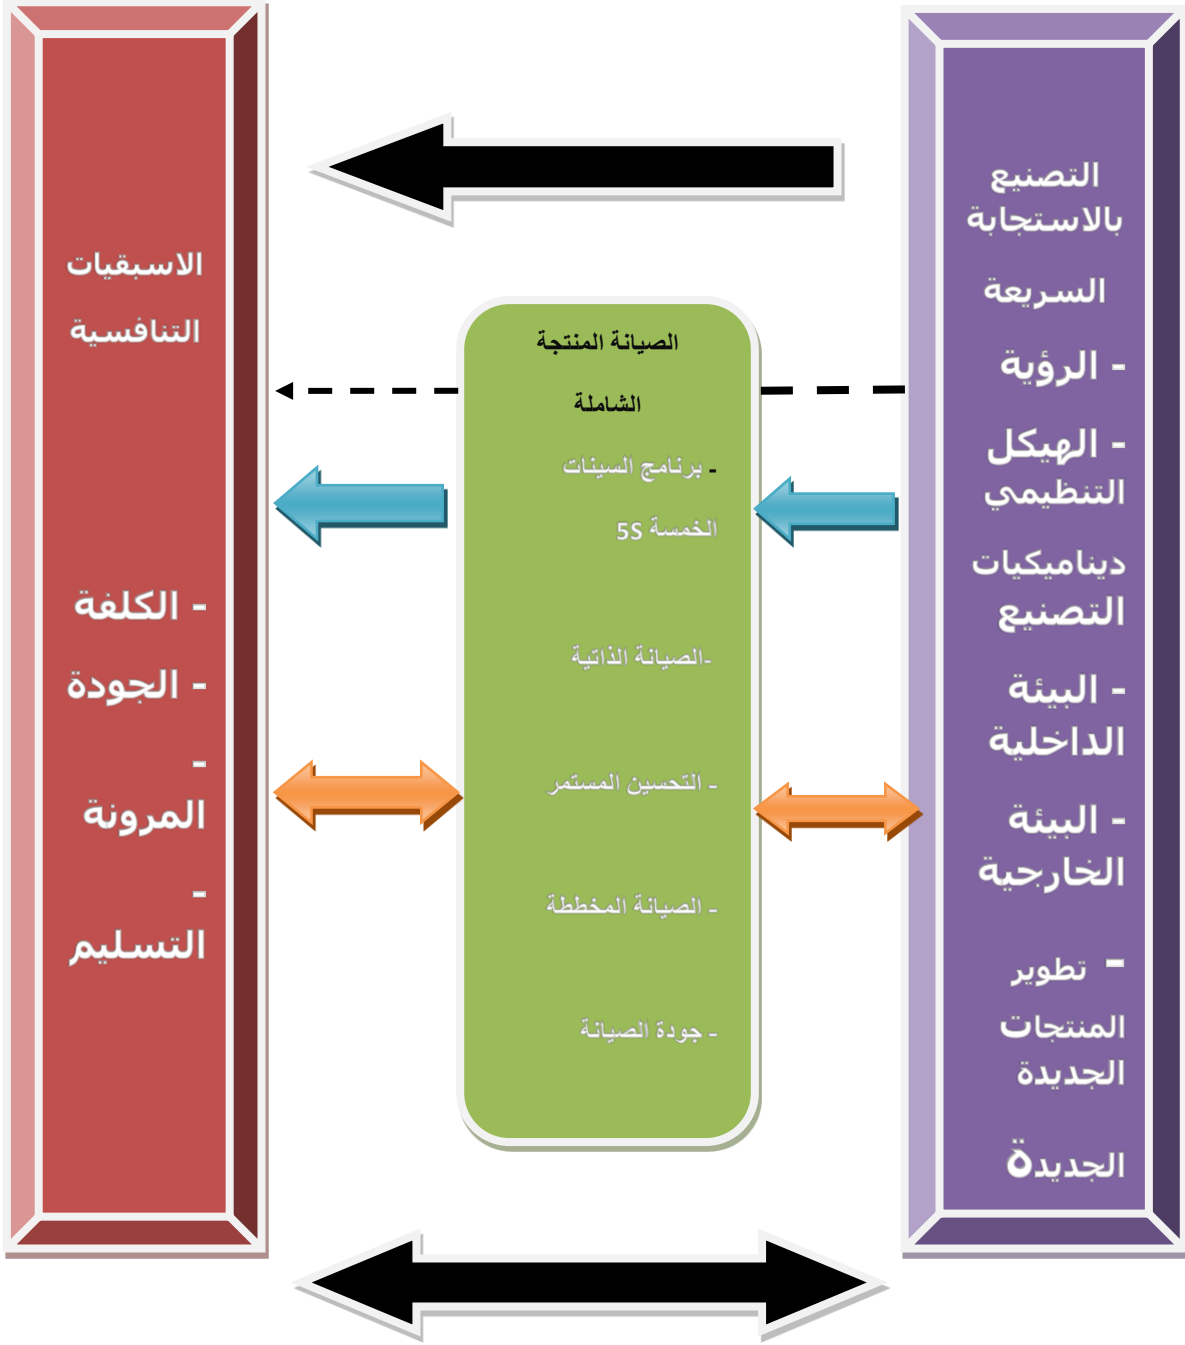 التصنيع
بالاستجابة
السريعة
- الرؤية
- الهيكل
التنظيمي
ديناميكيات
التصنيع
- البيئة
الداخلية
- البيئة
الخارجية
- تطوير
المنتجات
الجديدة
الجديدة
الصيانة المنتجة
الشاملة
- برنامج السينات
الخمسة 5S
-الصيانة الذاتية
- التحسين المستمر
- الصيانة المخططة
- جودة الصيانة
الاسبقيات
التنافسية
- الكلفة
- الجودة
-
المرونة
-
التسليم